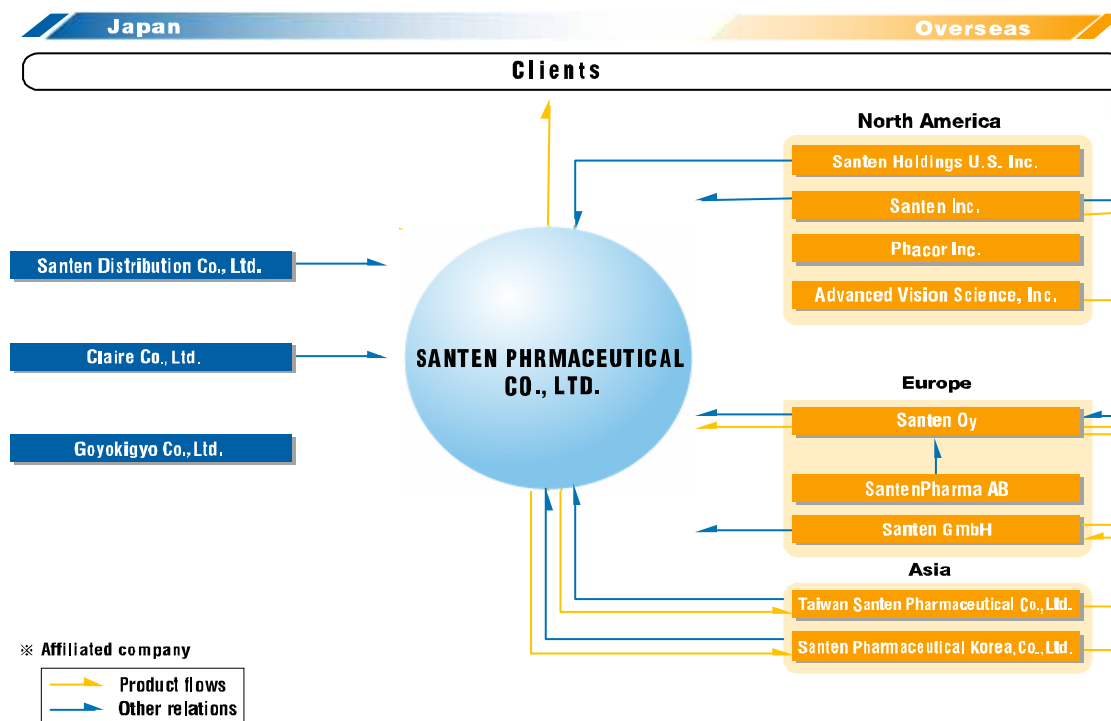 Japan
Overseas
Clients
North America
Santen Holdings U.S. Inc.
Santen Inc.
Phacor Inc.
Advanced Vision Science, Inc.
Santen Distribution Co., Ltd.
Claire Co., Ltd.
Goyokigyo Co., Ltd.
SANTEN PHRMACEUTICAL
CO., LTD.
Europe
Santen Oy
SantenPharma AB
Santen GmbH
Asia
Taiwan Santen Pharmaceutical Co., Ltd.
Santen Pharmaceutical Korea, Co., Ltd.
※ Affiliated company
Product flows
Other relations